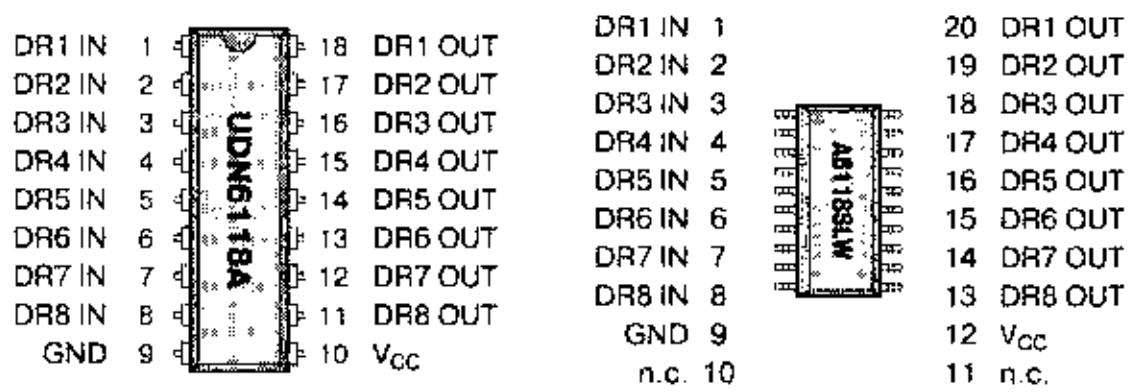 DR1 IN 1 18 DR1 OUT
DR2 IN 2 17 DR2 OUT
DR3 IN 3 16 DR3 OUT
DR4 IN 4 15 DR4 OUT
DR5 IN 5 14 DR5 OUT
DR6 IN 6 13 DR6 OUT
DR7 IN 7 12 DR7 OUT
DR8 IN 8 11 DR8 OUT
GND 9 10 VCC
UDN6118A
DR1 IN 1 20 DR1 OUT
DR2 IN 2 19 DR2 OUT
DR3 IN 3 18 DR3 OUT
DR4 IN 4 17 DR4 OUT
DR5 IN 5 16 DR5 OUT
DR6 IN 6 15 DR6 OUT
DR7 IN 7 14 DR7 OUT
DR8 IN 8 13 DR8 OUT
GND 9 12 VCC
n.c. 10 11 n.c.
A6118SLW